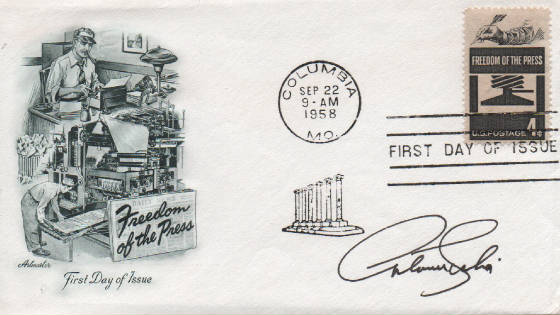 DAILY
Freedom
of the Press
Artmaster
First Day of Issue
COLUMBIA
SEP 22
9-AM
1958
MO.
FREEDOM OF THE PRESS
U.S. POSTAGE 4¢
FIRST DAY OF ISSUE